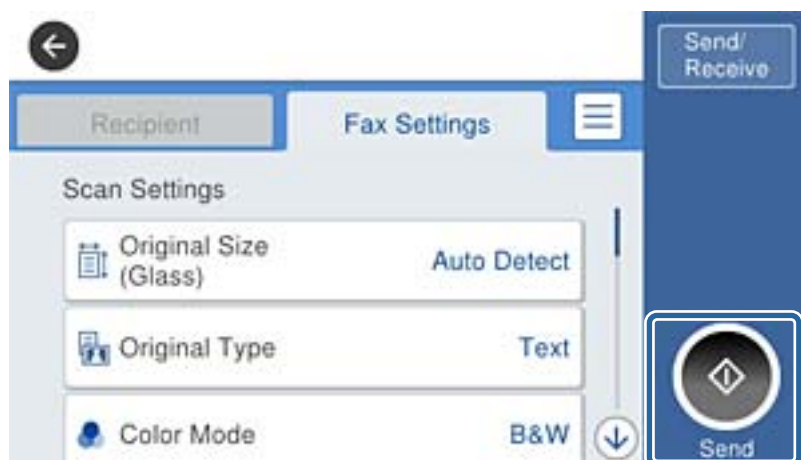 Send/
Receive
Recipient
Fax Settings
Scan Settings
Original Size
(Glass)
Auto Detect
Original Type
Text
Color Mode
B&W
Send